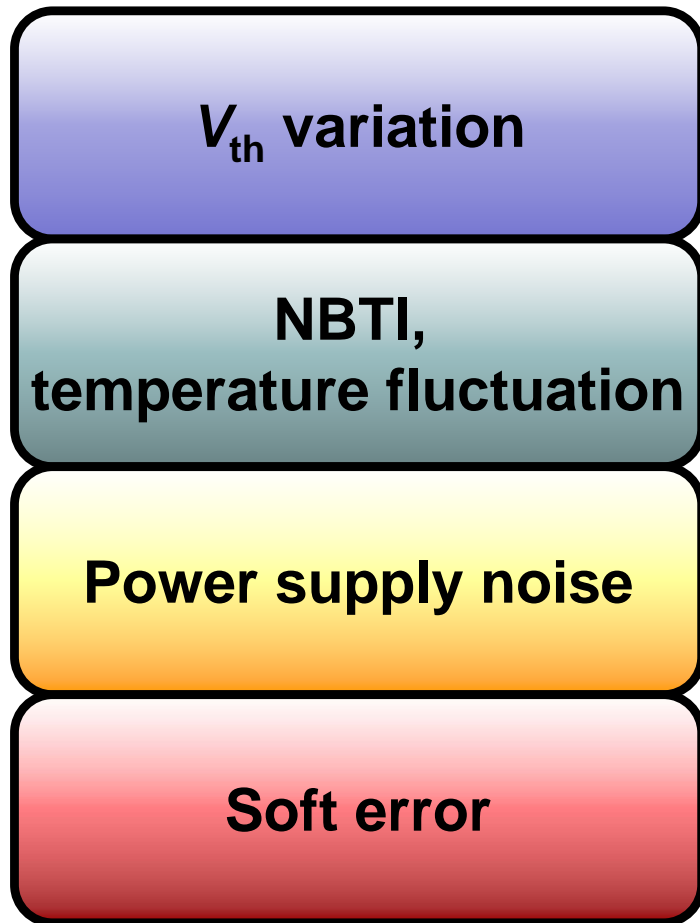 Vth variation
NBTI,
temperature fluctuation
Power supply noise
Soft error